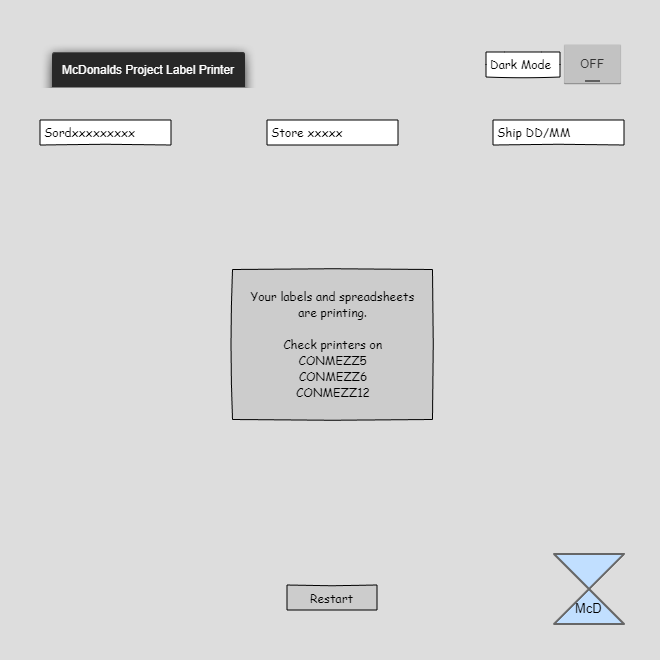 McDonalds Project Label Printer
Dark Mode
OFF
Sordxxxxxxxxx
Store xxxxx
Ship DD/MM
Your labels and spreadsheets
are printing.
Check printers on
CONMEZZ5
CONMEZZ6
CONMEZZ12
Restart
McD